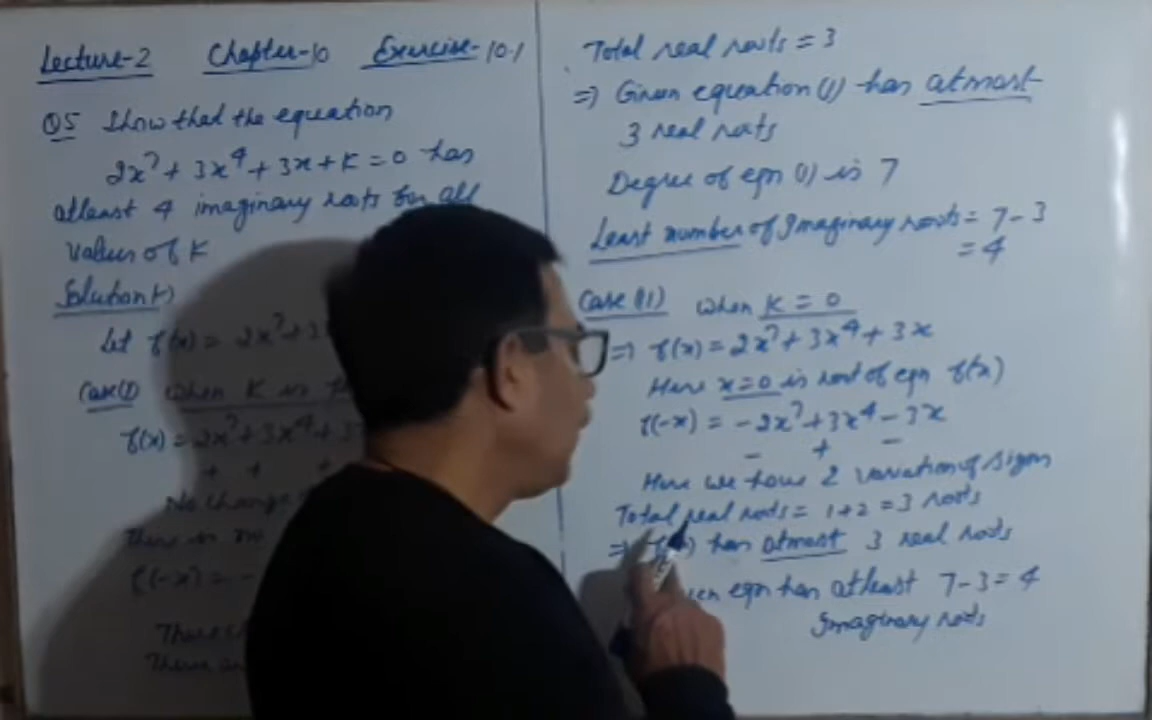 Lecture-2 Chapter-10 Exercise-10.1
Q5 Show that the equation
2x⁷ + 3x⁴ + 3x + K = 0 has
atleast 4 imaginary roots for all
values of K
Solution:-)
Let f(x) = 2x⁷ + 3
Case(I) when K is
f(x) = 2x⁷ + 3x⁴ + 3
+ +  +
No change
There is no
f(-x) = -
There
There
Total real roots = 3
=) Given equation (1) has atmost
3 real roots
Degree of eqn (1) is 7
Least number of Imaginary roots = 7-3
= 4
Case (II) when K = 0
=) f(x) = 2x⁷ + 3x⁴ + 3x
Here x=0 is root of eqn f(x)
f(-x) = -2x⁷ + 3x⁴ - 3x
- + -
Here we have 2 variation of sign
Total real roots = 1+2 = 3 roots
=) has atmost 3 real roots
eqn has atleast 7-3 = 4
Imaginary roots